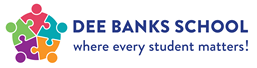 DEE BANKS SCHOOL
where every student matters!